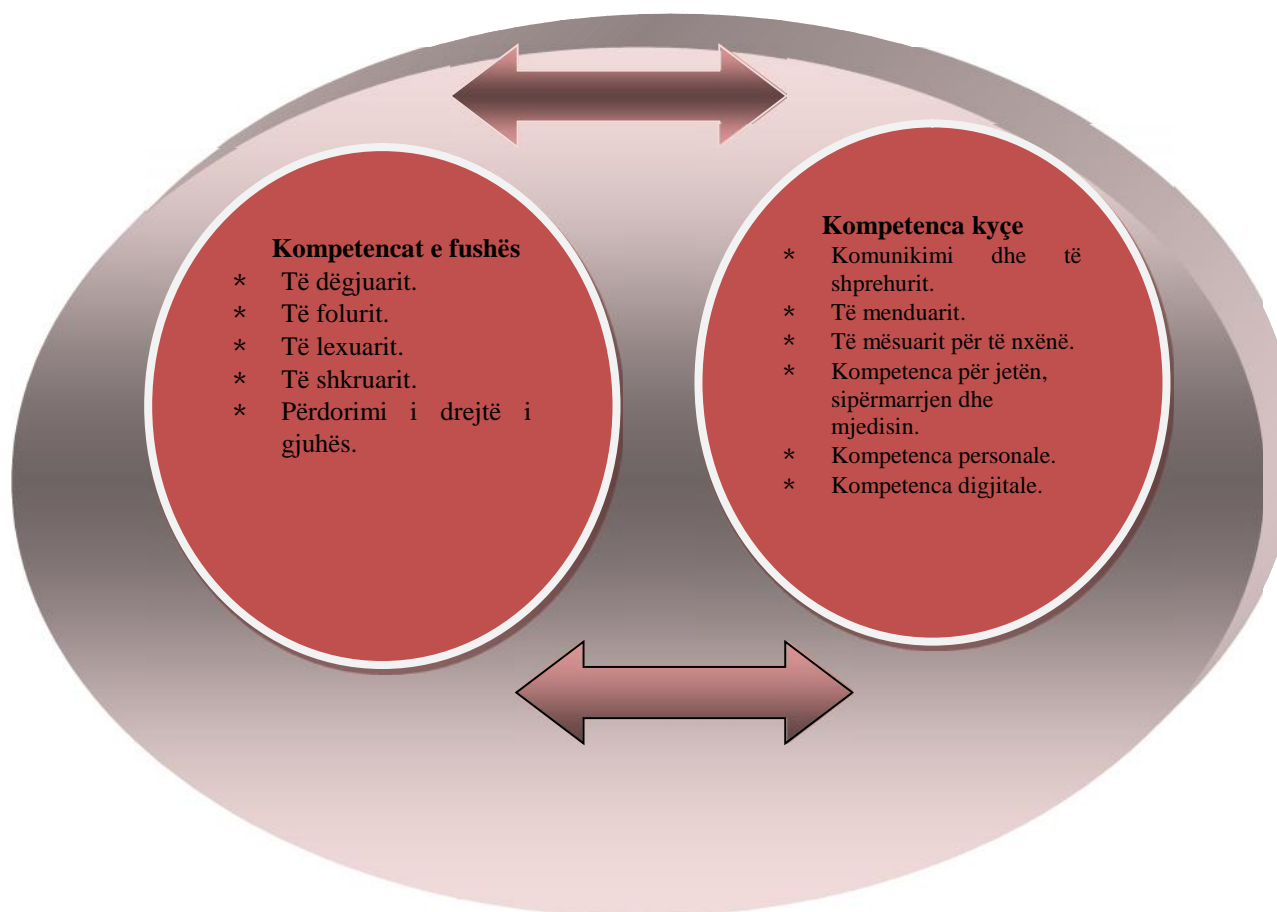 Kompetencat e fushës
* Të dëgjuarit.
* Të folurit.
* Të lexuarit.
* Të shkruarit.
* Përdorimi i drejtë i
gjuhës.
Kompetenca kyçe
* Komunikimi dhe të
shprehurit.
* Të menduarit.
* Të mësuarit për të nxënë.
* Kompetenca për jetën,
sipërmarrjen dhe
mjedisin.
* Kompetenca personale.
* Kompetenca digjitale.